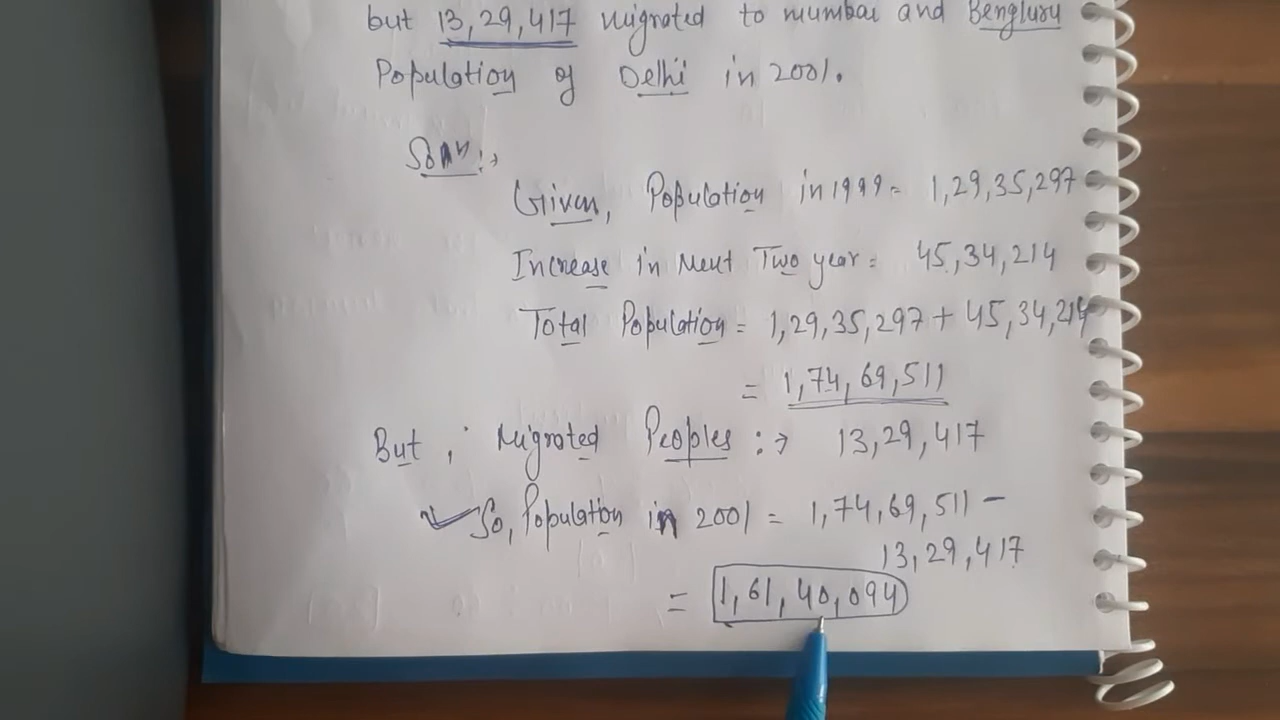 but 13,29,417 migrated to mumbai and Bengluru
Population of Delhi in 2001.
Soln :→
Given, Population in 1999 = 1,29,35,297
Increase in Next Two year = 45,34,214
Total Population = 1,29,35,297 + 45,34,214
= 1,74,69,511
But, Migrated Peoples :→ 13,29,417
So, Population in 2001 = 1,74,69,511 -
13,29,417
= 1,61,40,094